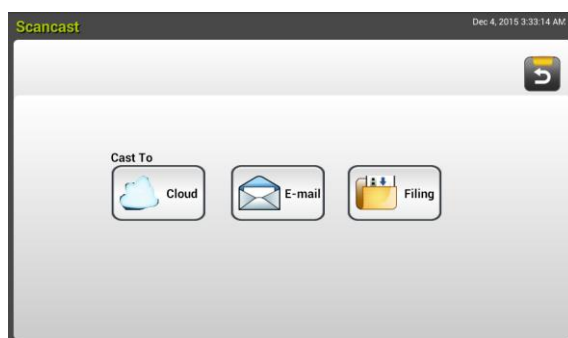 Scancast
Dec 4, 2015 3:33:14 AM
Cast To
Cloud
E-mail
Filing